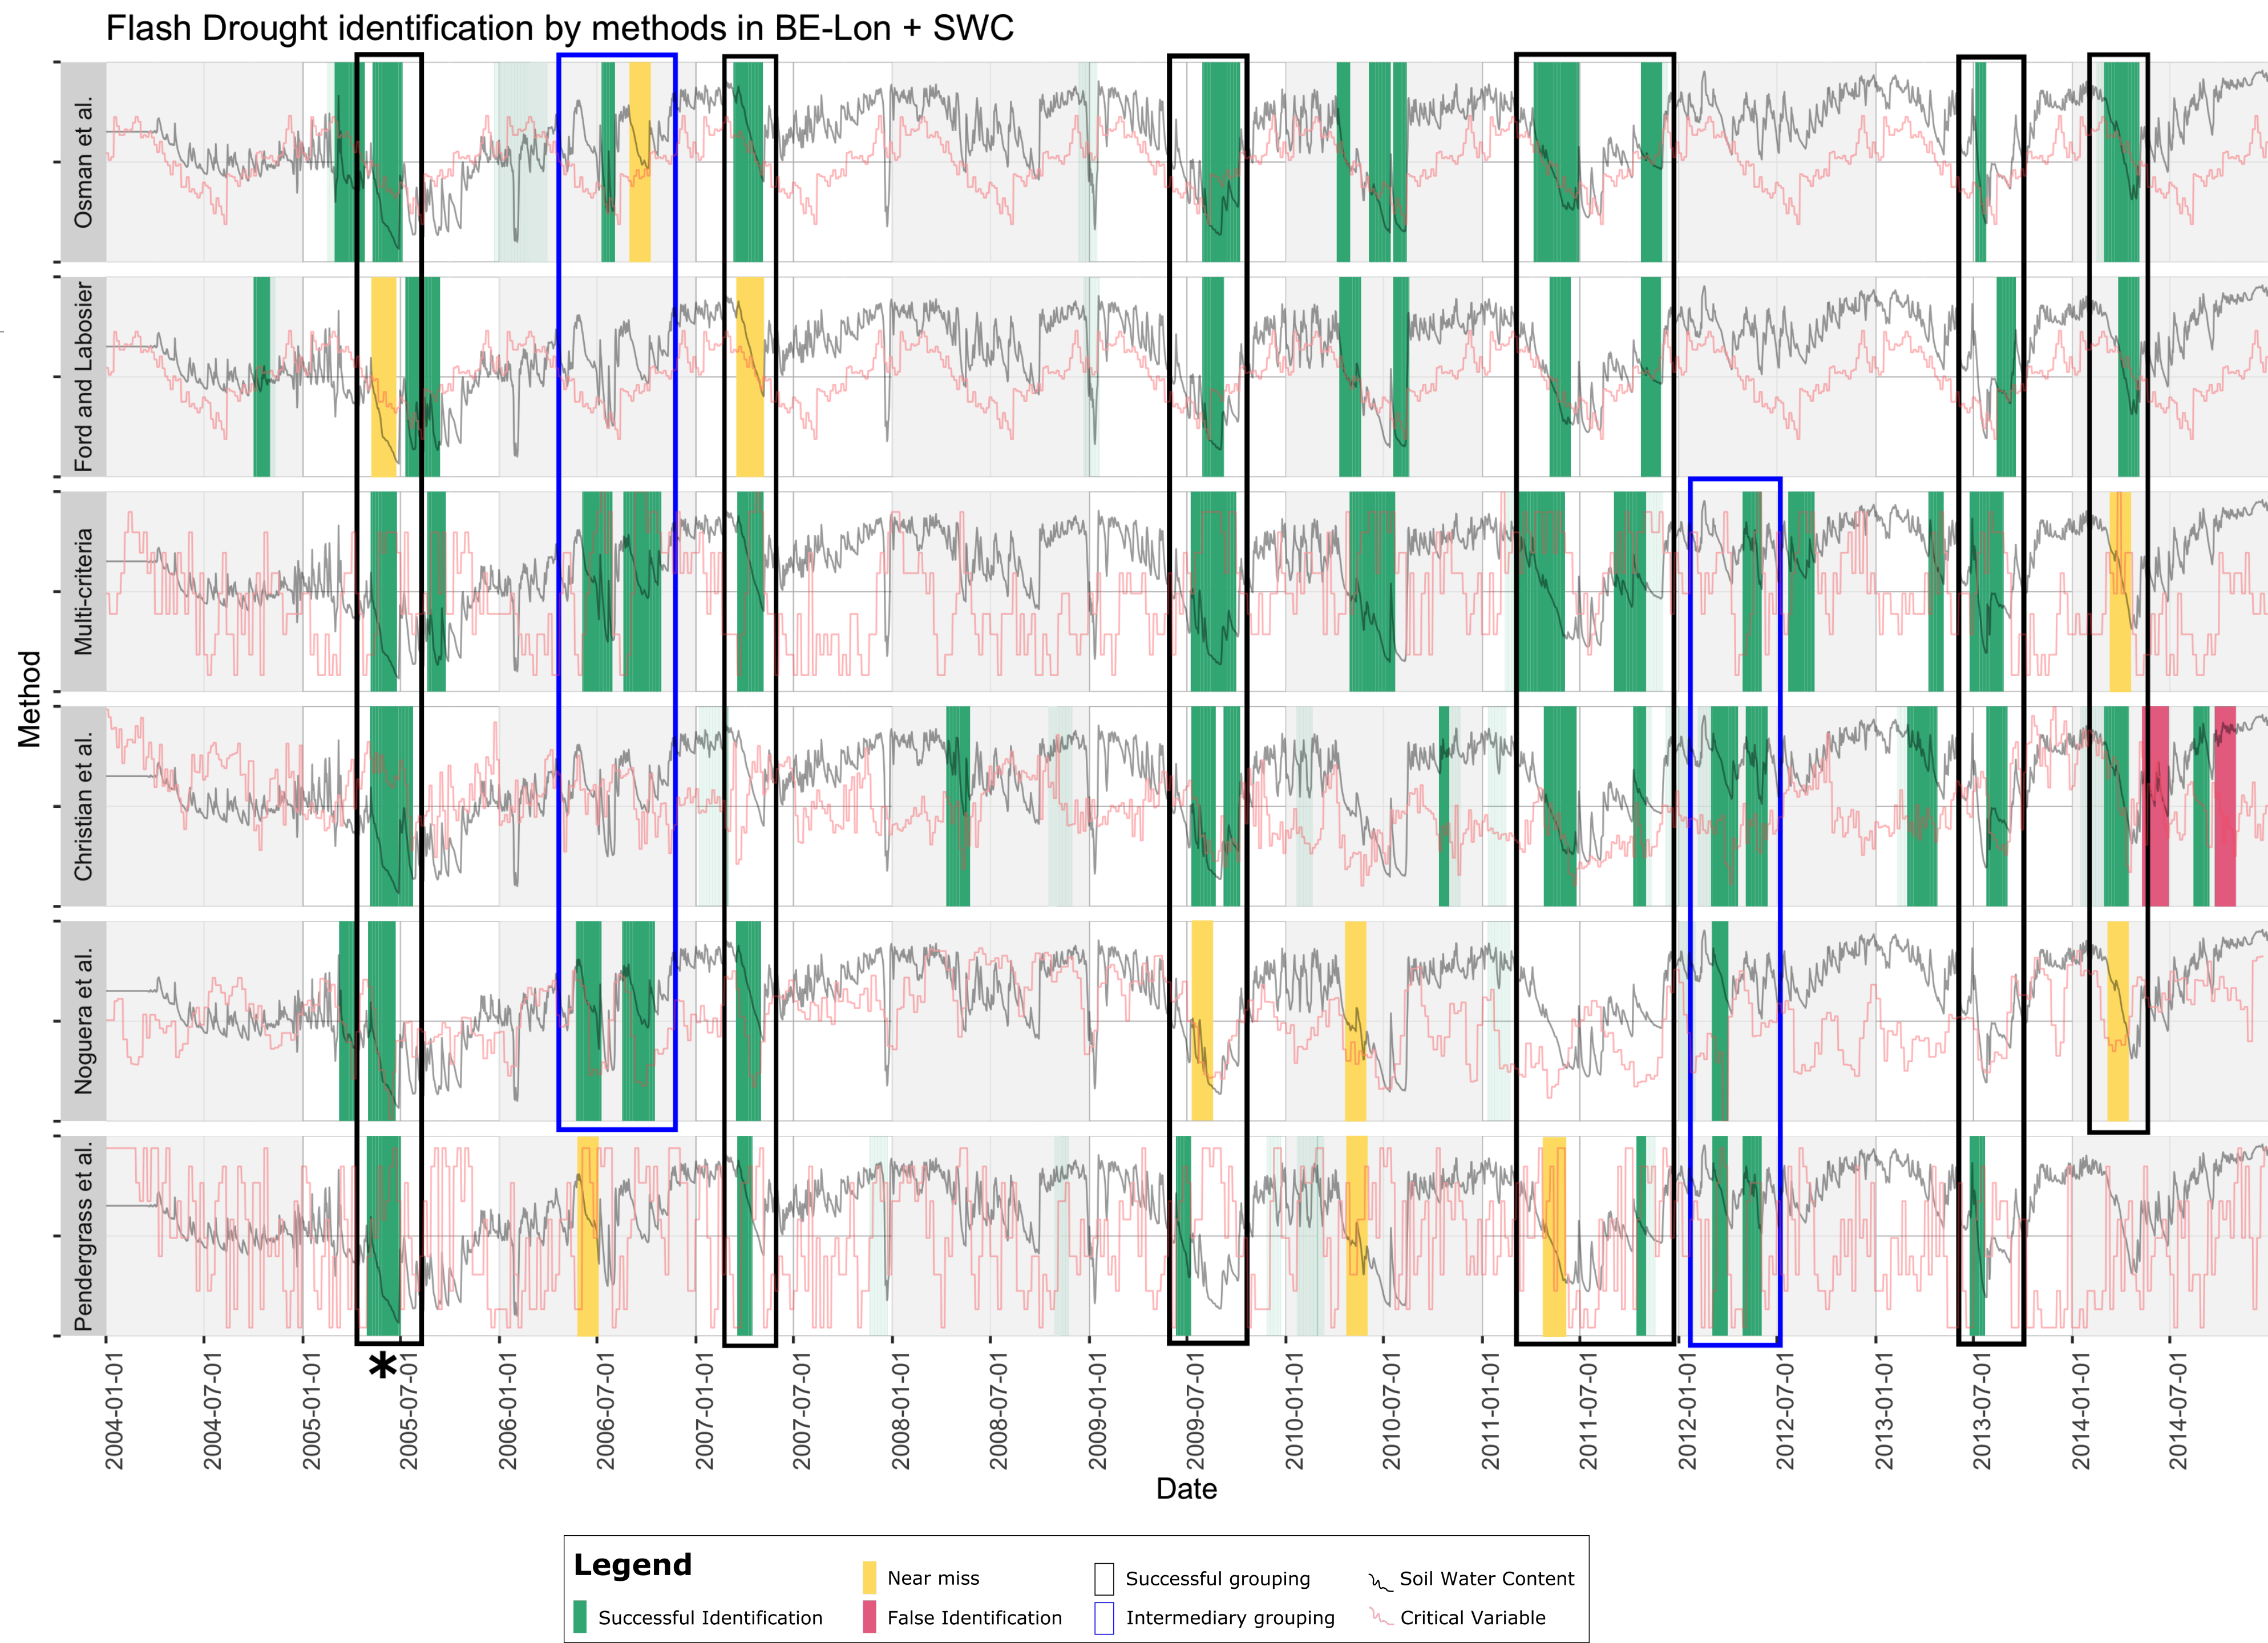 Flash Drought identification by methods in BE-Lon + SWC
Method
Osman et al.
Ford and Labosier
Multi-criteria
Christian et al.
Noguera et al.
Pendergrass et al.
*
2004-01-01
2004-07-01
2005-01-01
2005-07-01
2006-01-01
2006-07-01
2007-01-01
2007-07-01
2008-01-01
2008-07-01
2009-01-01
2009-07-01
2010-01-01
2010-07-01
2011-01-01
2011-07-01
2012-01-01
2012-07-01
2013-01-01
2013-07-01
2014-01-01
2014-07-01
Date
Legend
Near miss
Successful grouping
Soil Water Content
Successful Identification
False Identification
Intermediary grouping
Critical Variable